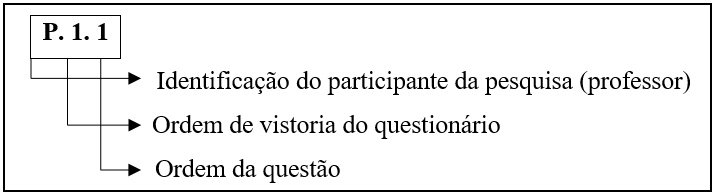 P. 1. 1
Identificação do participante da pesquisa (professor)
Ordem de vistoria do questionário
Ordem da questão